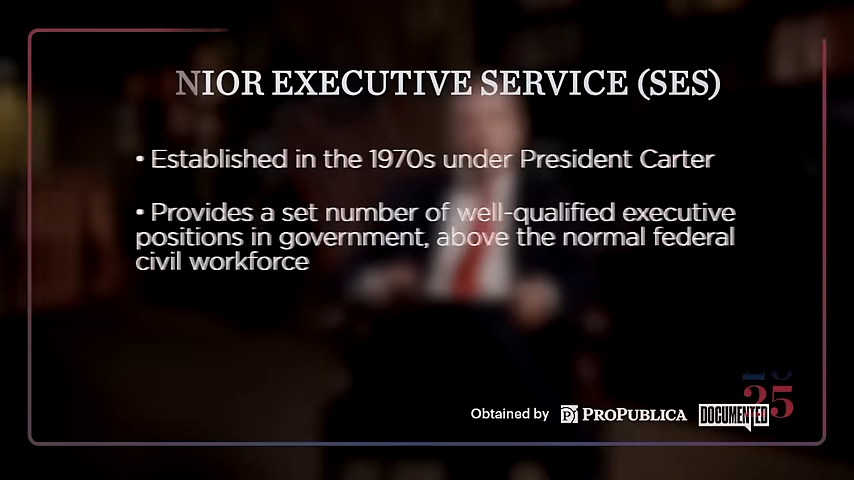 NIOR EXECUTIVE SERVICE (SES)
• Established in the 1970s under President Carter
• Provides a set number of well-qualified executive
positions in government, above the normal federal
civil workforce
Obtained by PROPUBLICA DOCUMENTED
25